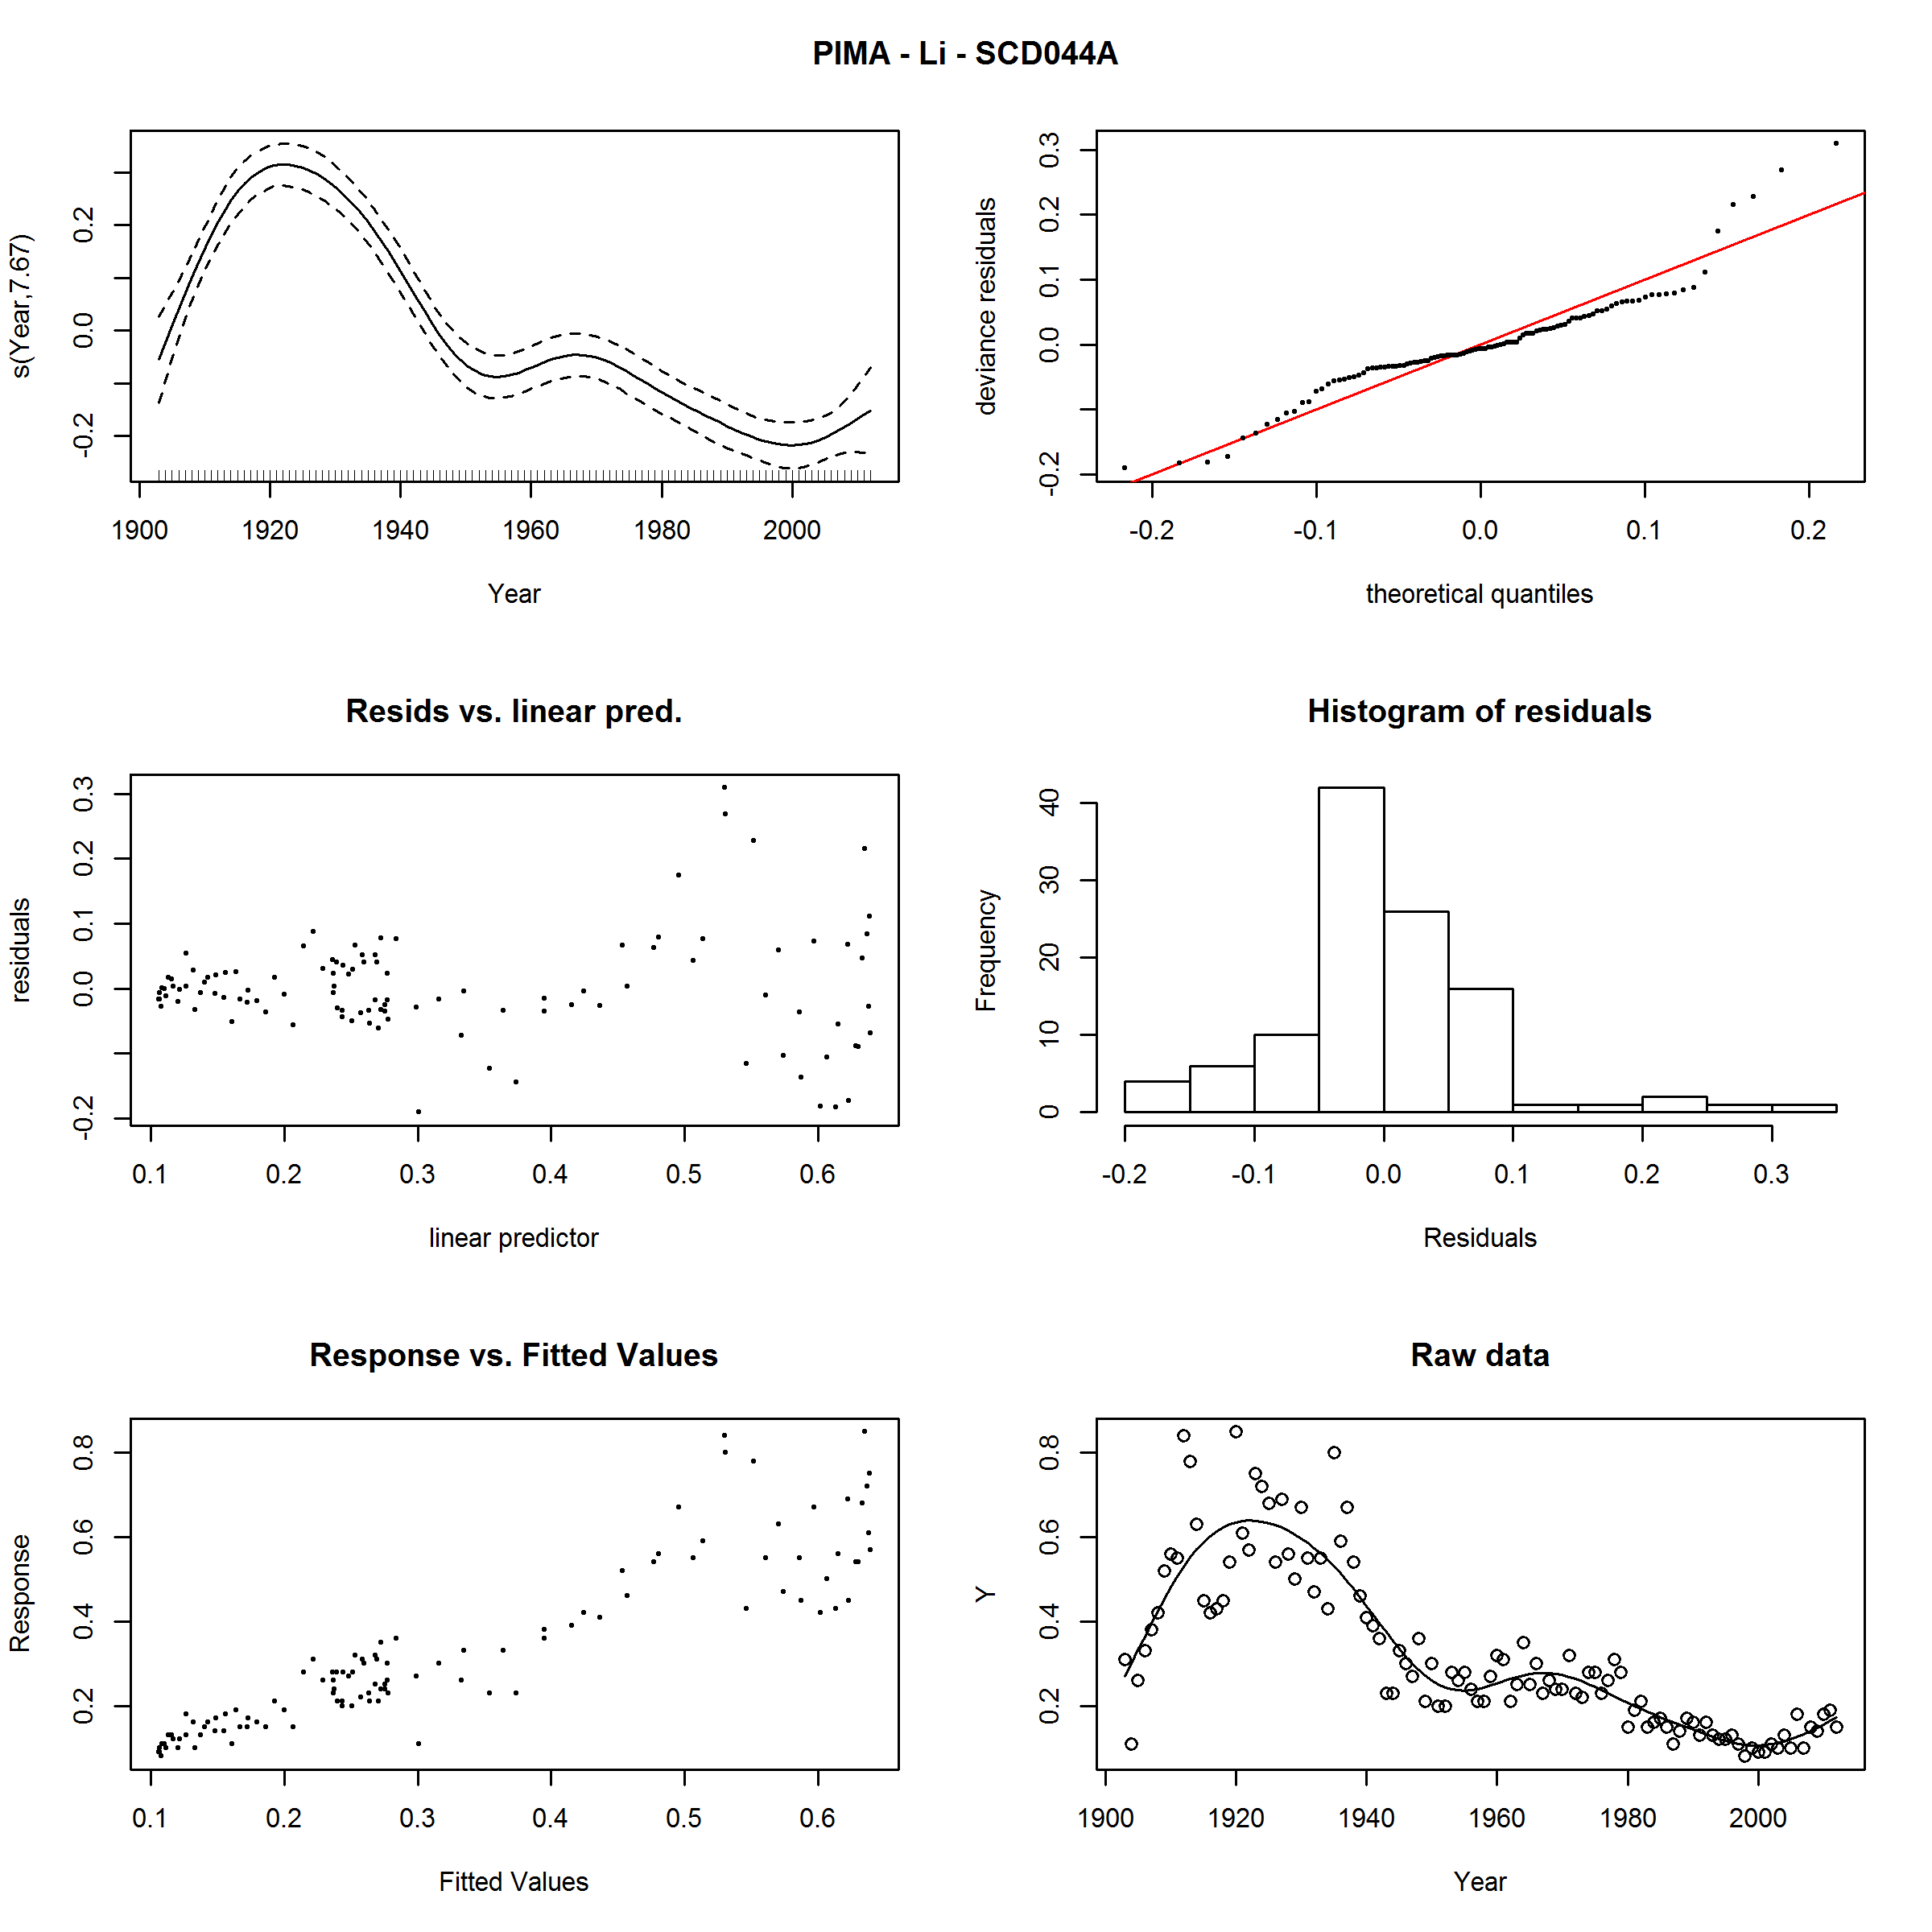 PIMA - Li - SCD044A
s(Year,7.67)
-0.2 0.0 0.2
1900 1920 1940 1960 1980 2000
Year
deviance residuals
-0.2 0.0 0.1 0.2 0.3
-0.2 -0.1 0.0 0.1 0.2
theoretical quantiles
Resids vs. linear pred.
residuals
-0.2 0.0 0.1 0.2 0.3
0.1 0.2 0.3 0.4 0.5 0.6
linear predictor
Histogram of residuals
Frequency
0 10 20 30 40
-0.2 -0.1 0.0 0.1 0.2 0.3
Residuals
Response vs. Fitted Values
Response
0.2 0.4 0.6 0.8
0.1 0.2 0.3 0.4 0.5 0.6
Fitted Values
Raw data
Y
0.2 0.4 0.6 0.8
1900 1920 1940 1960 1980 2000
Year